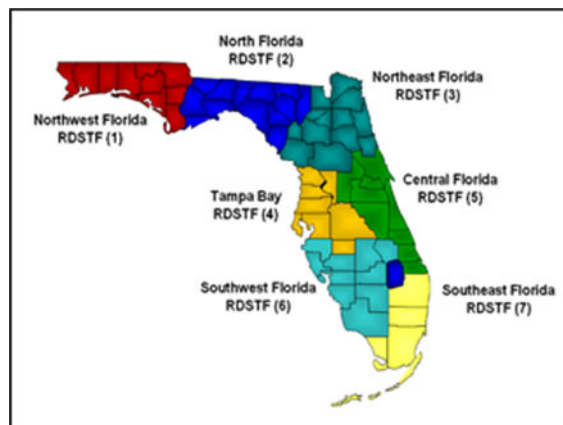 North Florida
RDSTF (2)
Northeast Florida
RDSTF (3)
Northwest Florida
RDSTF (1)
Tampa Bay
RDSTF (4)
Central Florida
RDSTF (5)
Southwest Florida
RDSTF (6)
Southeast Florida
RDSTF (7)